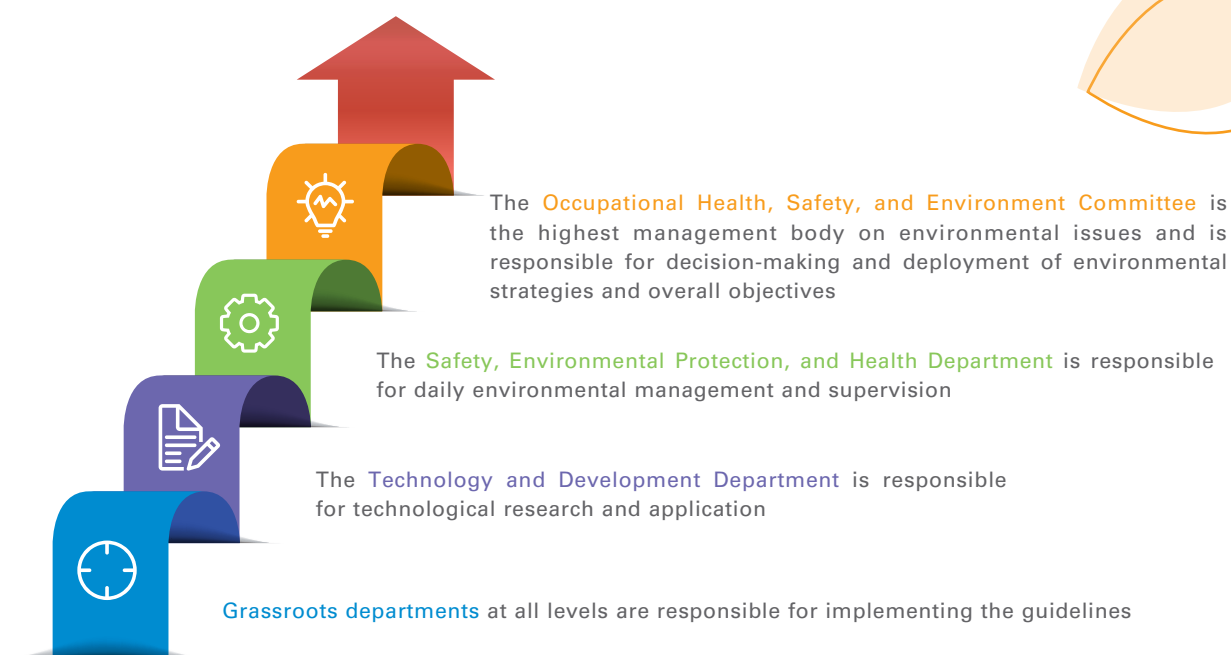 The Occupational Health, Safety, and Environment Committee is
the highest management body on environmental issues and is
responsible for decision-making and deployment of environmental
strategies and overall objectives
The Safety, Environmental Protection, and Health Department is responsible
for daily environmental management and supervision
The Technology and Development Department is responsible
for technological research and application
Grassroots departments at all levels are responsible for implementing the guidelines